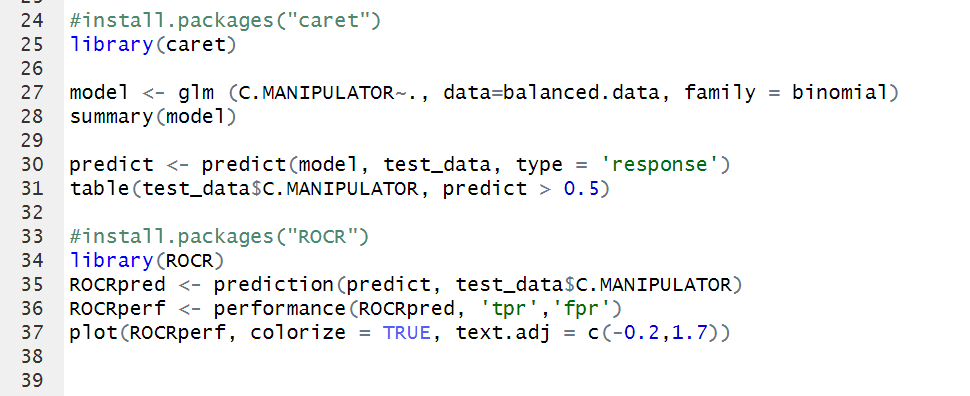 24 #install.packages("caret")
25 library(caret)
26
27 model <- glm (C.MANIPULATOR~., data=balanced.data, family = binomial)
28 summary(model)
29
30 predict <- predict(model, test_data, type = 'response')
31 table(test_data$C.MANIPULATOR, predict > 0.5)
32
33 #install.packages("ROCR")
34 library(ROCR)
35 ROCRpred <- prediction(predict, test_data$C.MANIPULATOR)
36 ROCRperf <- performance(ROCRpred, 'tpr','fpr')
37 plot(ROCRperf, colorize = TRUE, text.adj = c(-0.2,1.7))
38
39